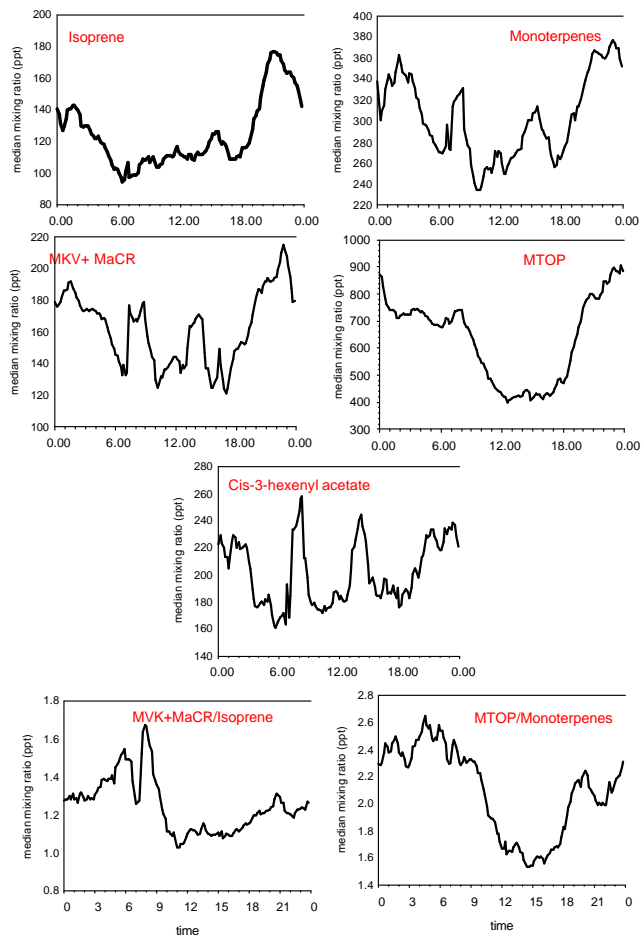 Isoprene
median mixing ratio (ppt)
200
180
160
140
120
100
80
0.00 6.00 12.00 18.00 0.00
Monoterpenes
median mixing ratio (ppt)
400
380
360
340
320
300
280
260
240
220
0.00 6.00 12.00 18.00 0.00
MKV+ MaCR
median mixing ratio (ppt)
220
200
180
160
140
120
100
0.00 6.00 12.00 18.00 0.00
MTOP
median mixing ratio (ppt)
1000
900
800
700
600
500
400
300
0.00 6.00 12.00 18.00 0.00
Cis-3-hexenyl acetate
median mixing ratio (ppt)
280
260
240
220
200
180
160
140
0.00 6.00 12.00 18.00 0.00
MVK+MaCR/Isoprene
median mixing ratio (ppt)
1.8
1.6
1.4
1.2
1.0
0.8
0 3 6 9 12 15 18 21 0
time
MTOP/Monoterpenes
median mixing ratio (ppt)
2.8
2.6
2.4
2.2
2.0
1.8
1.6
1.4
0 3 6 9 12 15 18 21 0
time